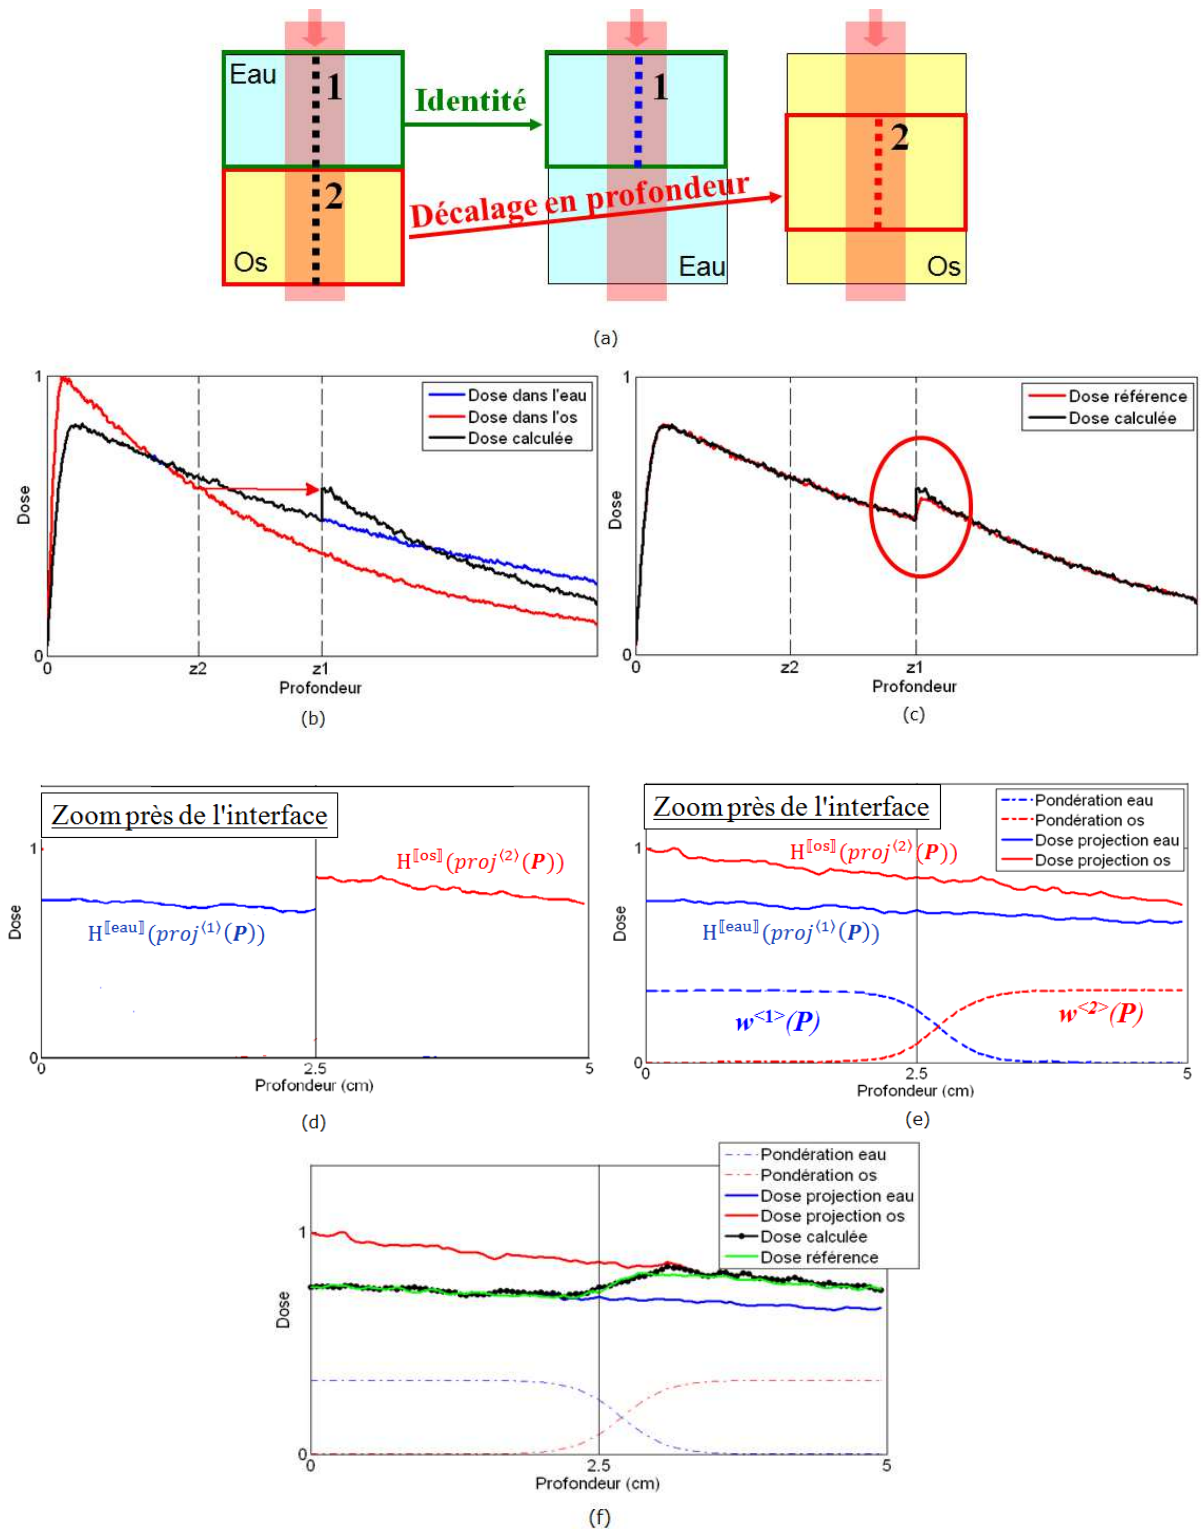 Eau
1
2
Os
Identité
Décalage en profondeur
1
Eau
2
Os
(a)
1
Dose dans l'eau
Dose dans l'os
Dose calculée
Dose
0
0
z2
z1
Profondeur
(b)
1
Dose référence
Dose calculée
Dose
0
0
z2
z1
Profondeur
(c)
Zoom près de l'interface
1
H⟦os⟧(proj⟨2⟩(P))
H⟦eau⟧(proj⟨1⟩(P))
Dose
0
0
2.5
5
Profondeur (cm)
(d)
Zoom près de l'interface
Pondération eau
Pondération os
Dose projection eau
Dose projection os
1
H⟦os⟧(proj⟨2⟩(P))
H⟦eau⟧(proj⟨1⟩(P))
w<1>(P)
w<2>(P)
Dose
0
0
2.5
5
Profondeur (cm)
(e)
Pondération eau
Pondération os
Dose projection eau
Dose projection os
Dose calculée
Dose référence
1
Dose
0
0
2.5
5
Profondeur (cm)
(f)